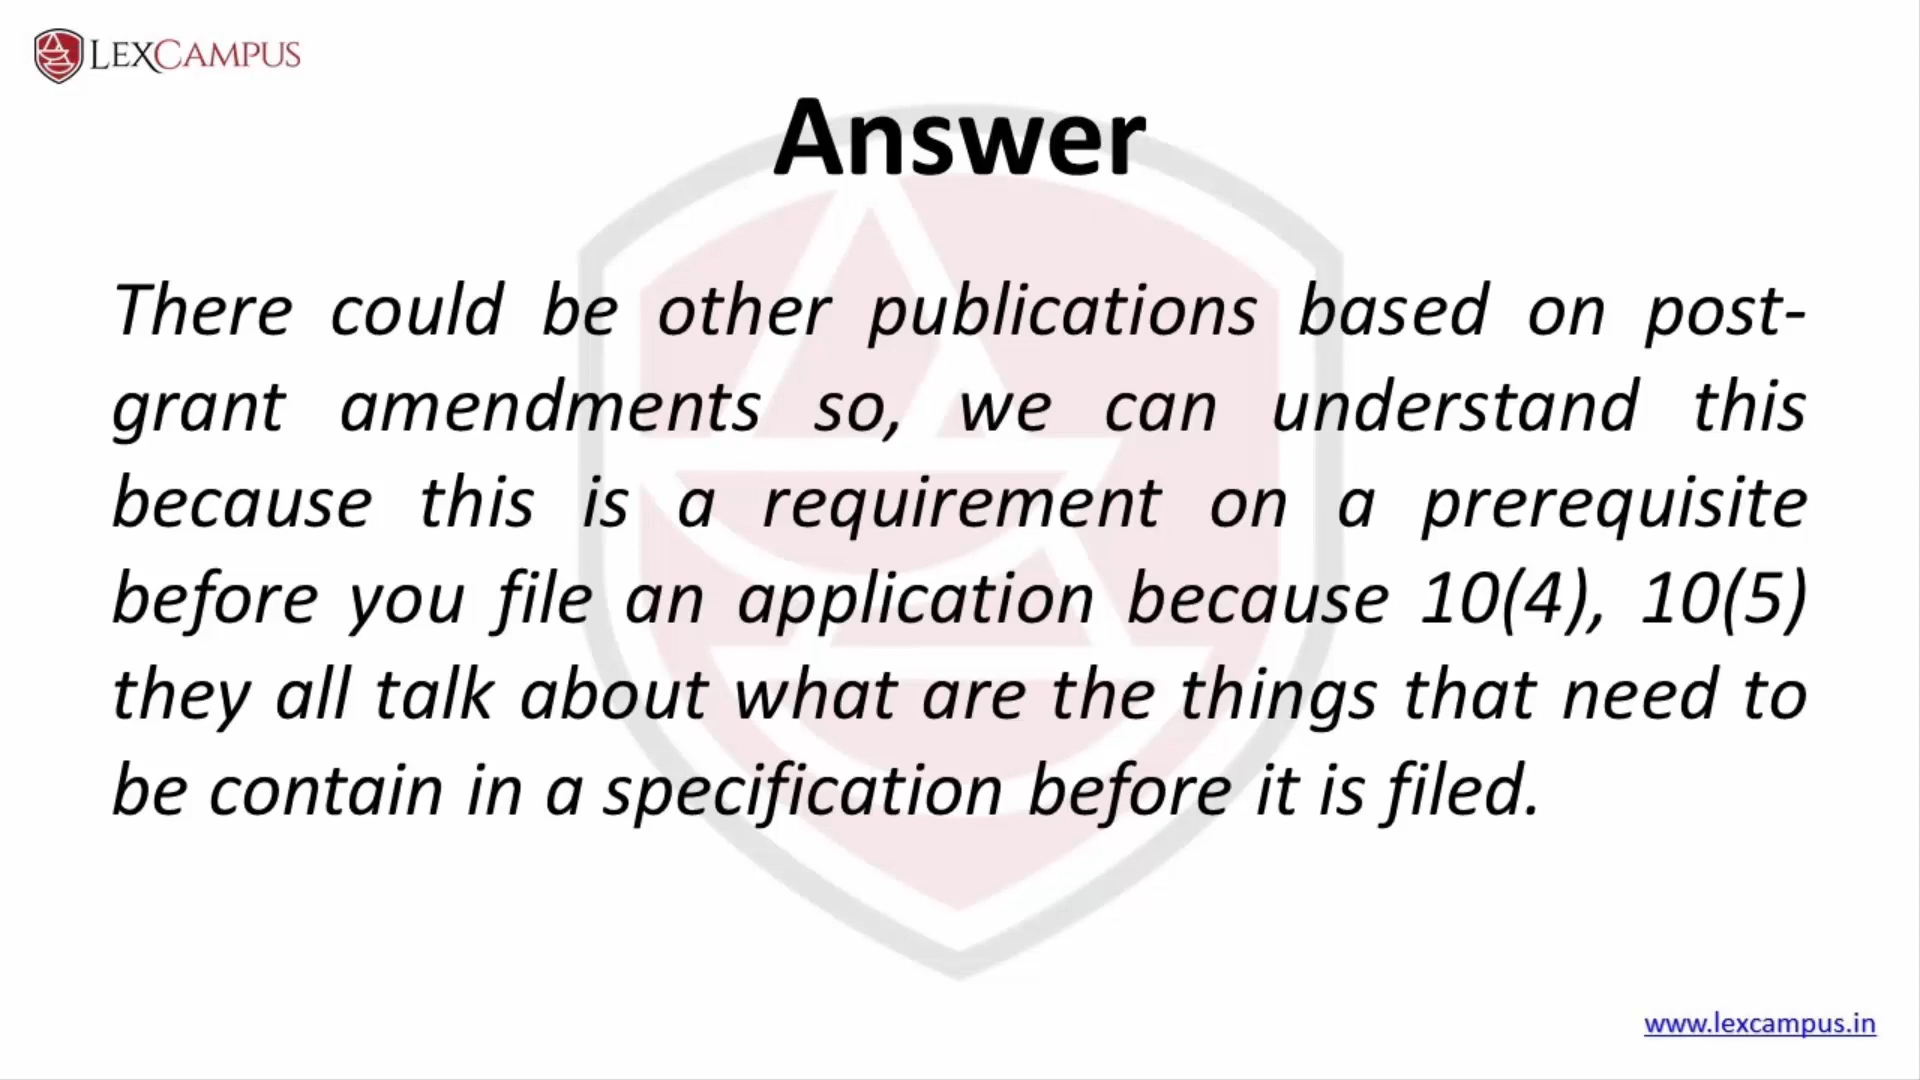 LEXCAMPUS
Answer
There could be other publications based on post-
grant amendments so, we can understand this
because this is a requirement on a prerequisite
before you file an application because 10(4), 10(5)
they all talk about what are the things that need to
be contain in a specification before it is filed.
www.lexcampus.in